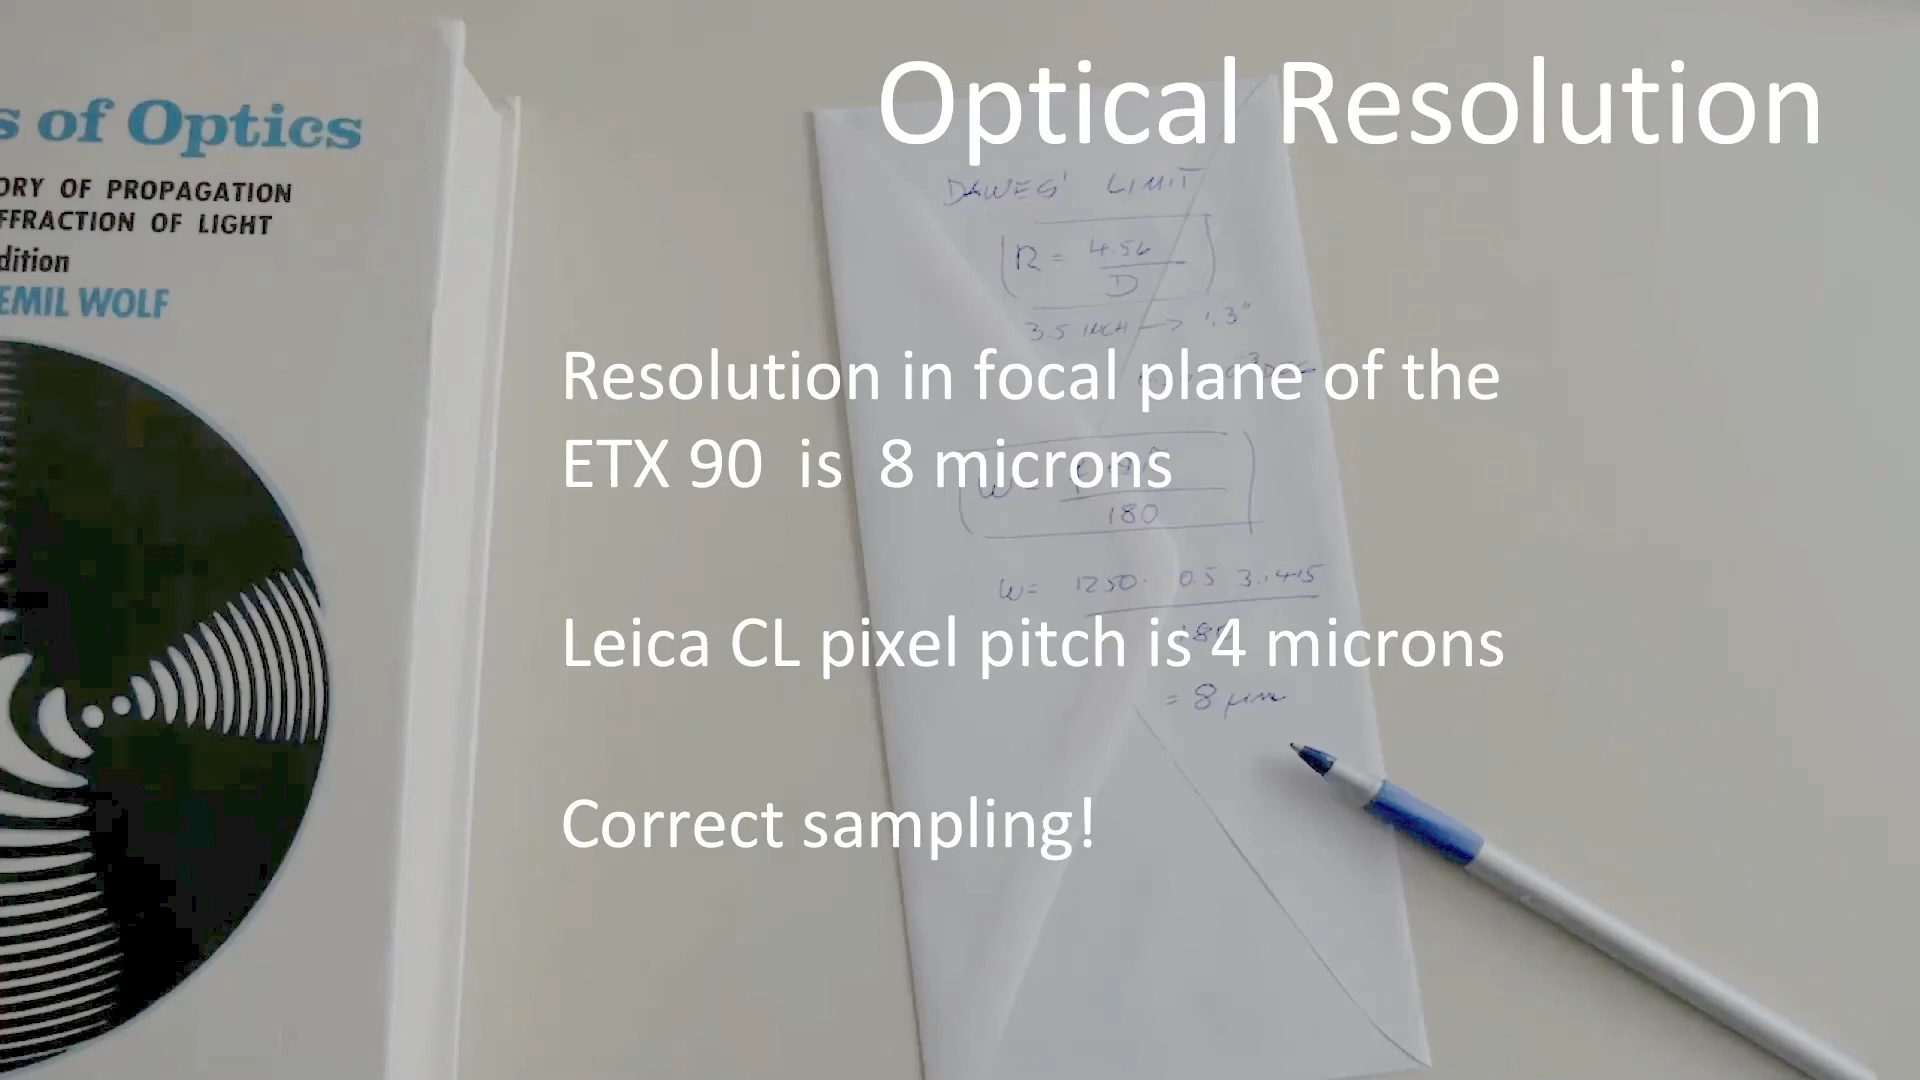 Optical Resolution
s of Optics
ORY OF PROPAGATION
FFRACTION OF LIGHT
dition
EMIL WOLF
DAWES' LIMIT
R = 4.56
D
3.5 INCH → 1.3"
Resolution in focal plane of the
ETX 90 is 8 microns
W =
180
W = 1250. 0.5 3.1415
180
Leica CL pixel pitch is 4 microns
= 8 μm
Correct sampling!